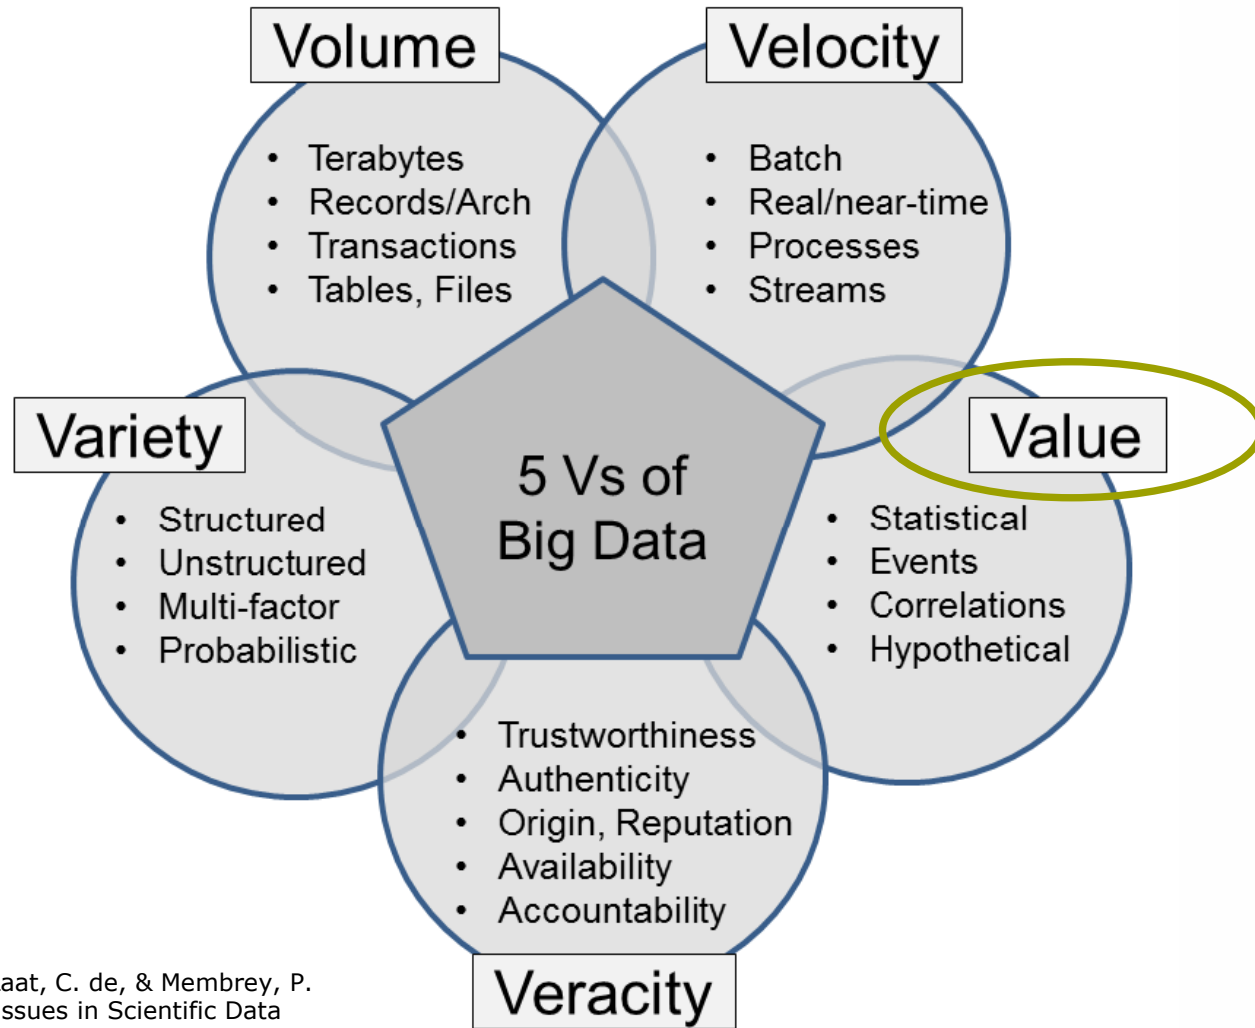 Volume
• Terabytes
• Records/Arch
• Transactions
• Tables, Files
Velocity
• Batch
• Real/near-time
• Processes
• Streams
Variety
• Structured
• Unstructured
• Multi-factor
• Probabilistic
5 Vs of
Big Data
Value
• Statistical
• Events
• Correlations
• Hypothetical
• Trustworthiness
• Authenticity
• Origin, Reputation
• Availability
• Accountability
Veracity
C. de, & Membrey, P.
in Scientific Data